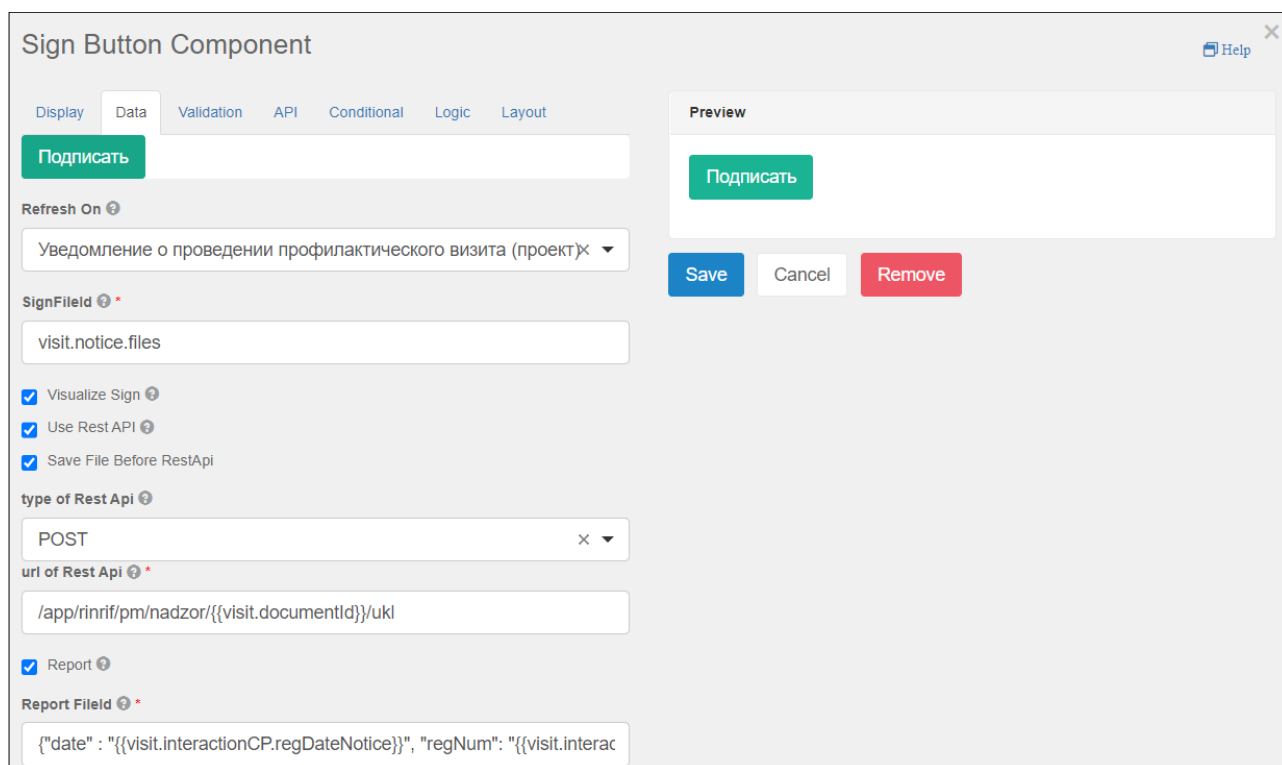 Sign Button Component
Help
Display Data Validation API Conditional Logic Layout
Подписать
Refresh On
Уведомление о проведении профилактического визита (проект)
SignFileId *
visit.notice.files
Visualize Sign
Use Rest API
Save File Before RestApi
type of Rest Api
POST
url of Rest Api *
/app/rinrif/pm/nadzor/{{visit.documentId}}/ukl
Report
Report FileId *
{"date" : "{{visit.interactionCP.regDateNotice}}", "regNum": "{{visit.interac
Preview
Подписать
Save Cancel Remove